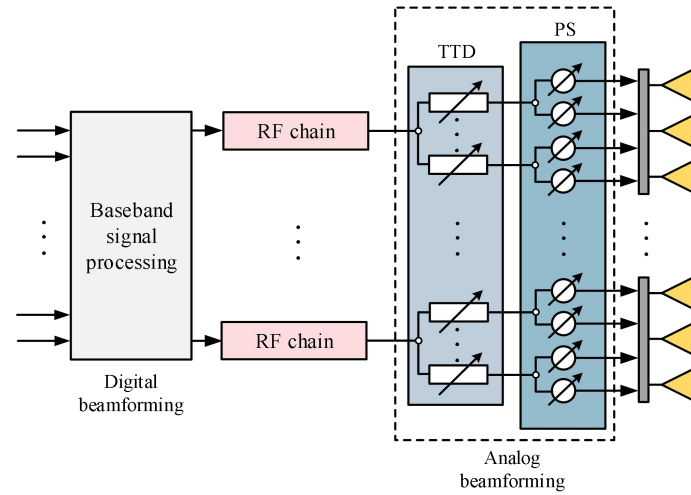 PS
TTD
RF chain
Baseband
signal
processing
RF chain
Digital
beamforming
Analog
beamforming